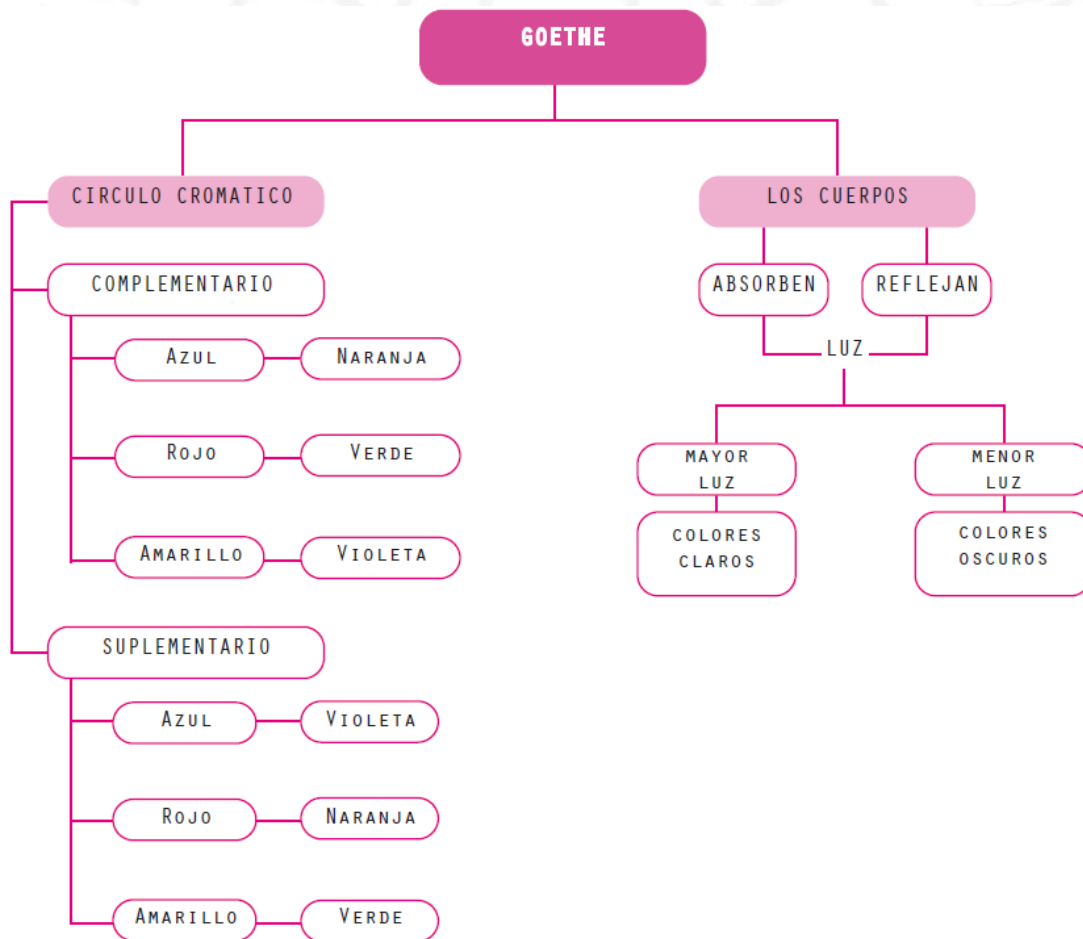 GOETHE
CIRCULO CROMATICO
COMPLEMENTARIO
AZUL NARANJA
ROJO VERDE
AMARILLO VIOLETA
SUPLEMENTARIO
AZUL VIOLETA
ROJO NARANJA
AMARILLO VERDE
LOS CUERPOS
ABSORBEN REFLEJAN
LUZ
MAYOR
LUZ
COLORES
CLAROS
MENOR
LUZ
COLORES
OSCUROS